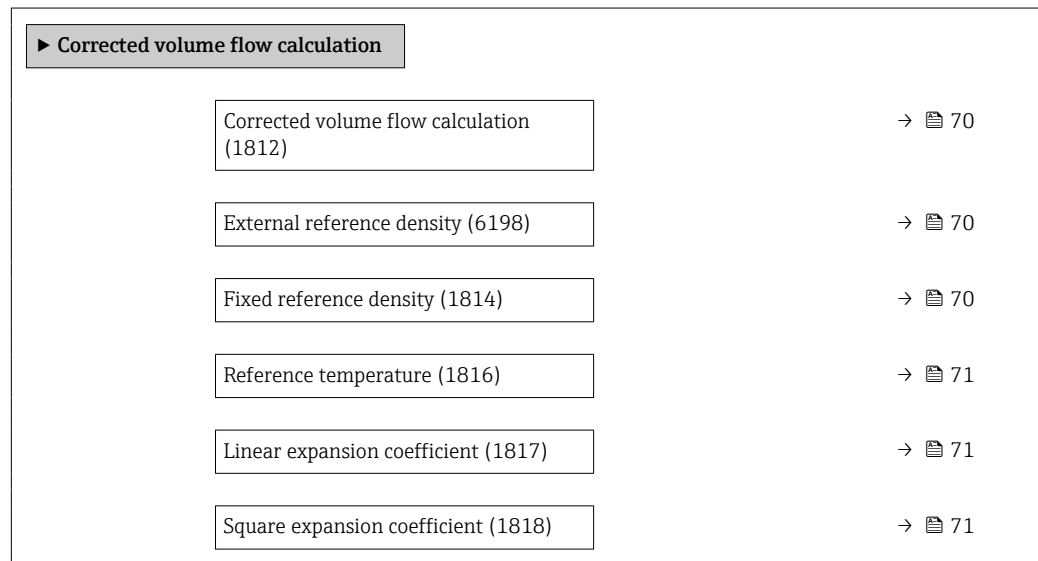 ▶ Corrected volume flow calculation
Corrected volume flow calculation → 70
(1812)
External reference density (6198) → 70
Fixed reference density (1814) → 70
Reference temperature (1816) → 71
Linear expansion coefficient (1817) → 71
Square expansion coefficient (1818) → 71